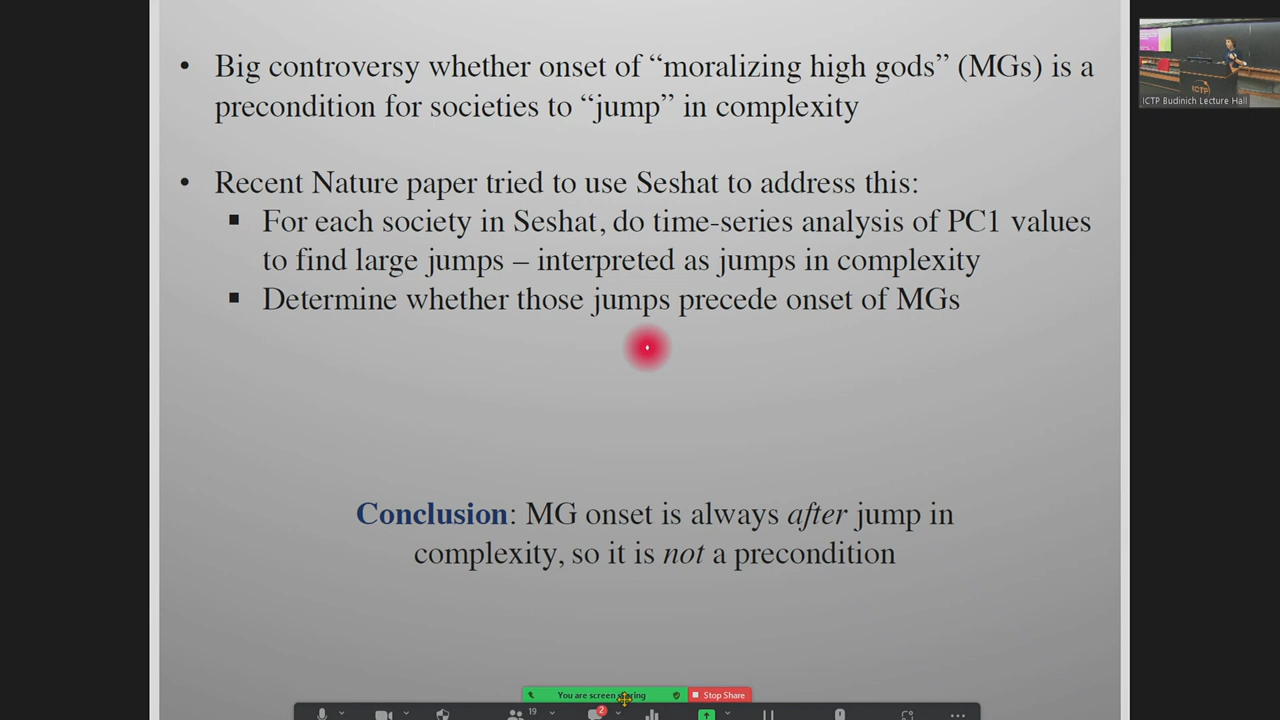 • Big controversy whether onset of “moralizing high gods” (MGs) is a
precondition for societies to “jump” in complexity
• Recent Nature paper tried to use Seshat to address this:
▪ For each society in Seshat, do time-series analysis of PC1 values
to find large jumps – interpreted as jumps in complexity
▪ Determine whether those jumps precede onset of MGs
Conclusion: MG onset is always after jump in
complexity, so it is not a precondition
ICTP
ICTP Budinich Lecture Hall
You are screen sharing
Stop Share
19
2